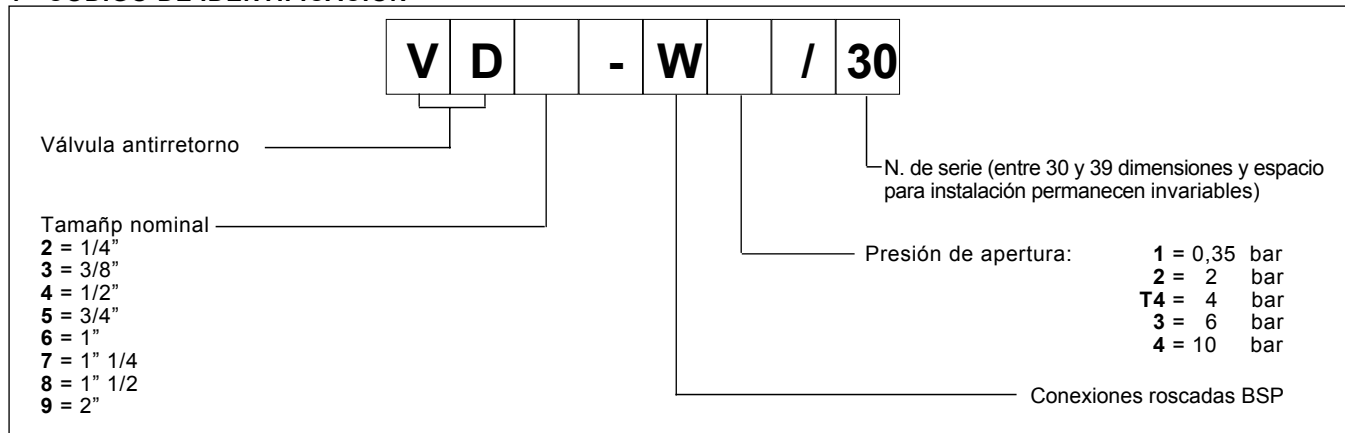 V D - W / 30
Válvula antirretorno
N. de serie (entre 30 y 39 dimensiones y espacio
para instalación permanecen invariables)
Tamañp nominal
2 = 1/4”
3 = 3/8”
4 = 1/2”
5 = 3/4”
6 = 1”
7 = 1” 1/4
8 = 1” 1/2
9 = 2”
Presión de apertura:
1 = 0,35 bar
2 = 2 bar
T4 = 4 bar
3 = 6 bar
4 = 10 bar
Conexiones roscadas BSP